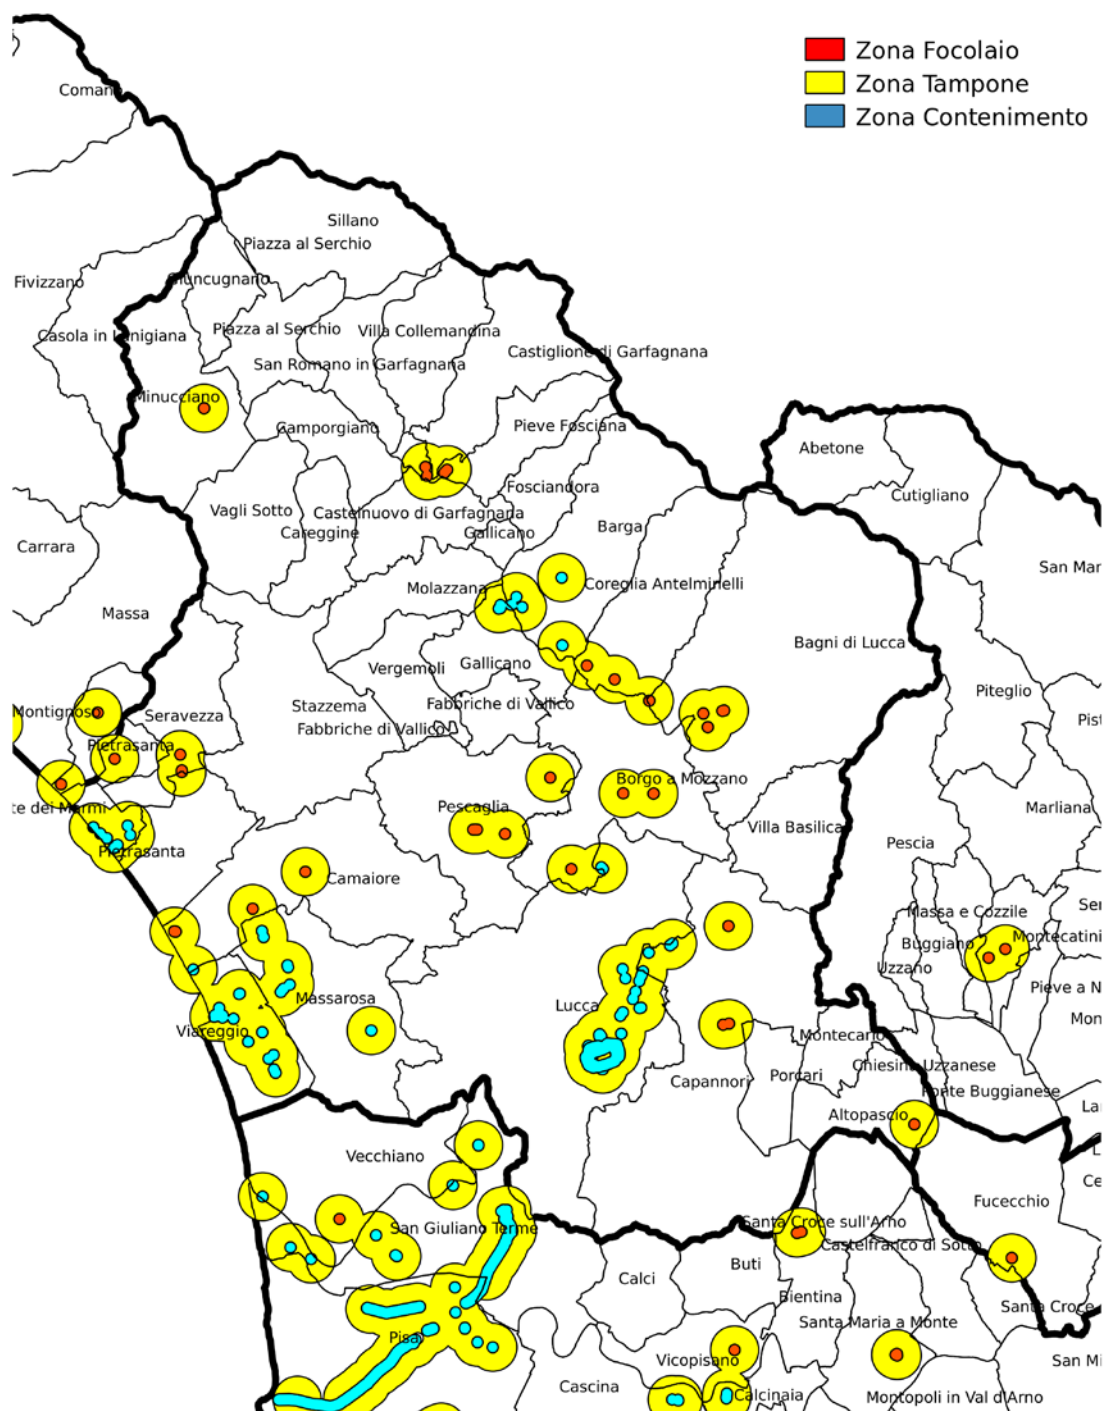 Zona Focolaio
Zona Tampone
Zona Contenimento
Comano
Sillano
Piazza al Serchio
Fivizzano
Giuncugnano
Casola in Lunigiana
Piazza al Serchio
Villa Collemandina
Castiglione di Garfagnana
San Romano in Garfagnana
Minucciano
Camporgiano
Pieve Fosciana
Abetone
Fosciandora
Cutigliano
Vagli Sotto
Castelnuovo di Garfagnana
Careggine
Gallicano
Barga
Carrara
San Mar
Molazzana
Coreglia Antelminelli
Massa
Bagni di Lucca
Vergemoli
Gallicano
Piteglio
Montignoso
Seravezza
Stazzema
Fabbriche di Vallico
Fabbriche di Vallico
Pist
Pietrasanta
Borgo a Mozzano
te dei Marmi
Pescaglia
Marliana
Villa Basilica
Pietrasanta
Pescia
Camaiore
Massa e Cozzile
Ser
Buggiano
Montecatini
Uzzano
Massarosa
Lucca
Pieve a N
Viareggio
Montecarlo
Mon
Capannori
Porcari
Chiesina Uzzanese
Ponte Buggianese
Altopascio
La
Vecchiano
L
Ce
San Giuliano Terme
Santa Croce sull'Arno
Fucecchio
Castelfranco di Sotto
Calci
Buti
Bientina
Santa Croce
Santa Maria a Monte
Pisa
Vicopisano
San Mi
Cascina
Calcinaia
Montopoli in Val d'Arno